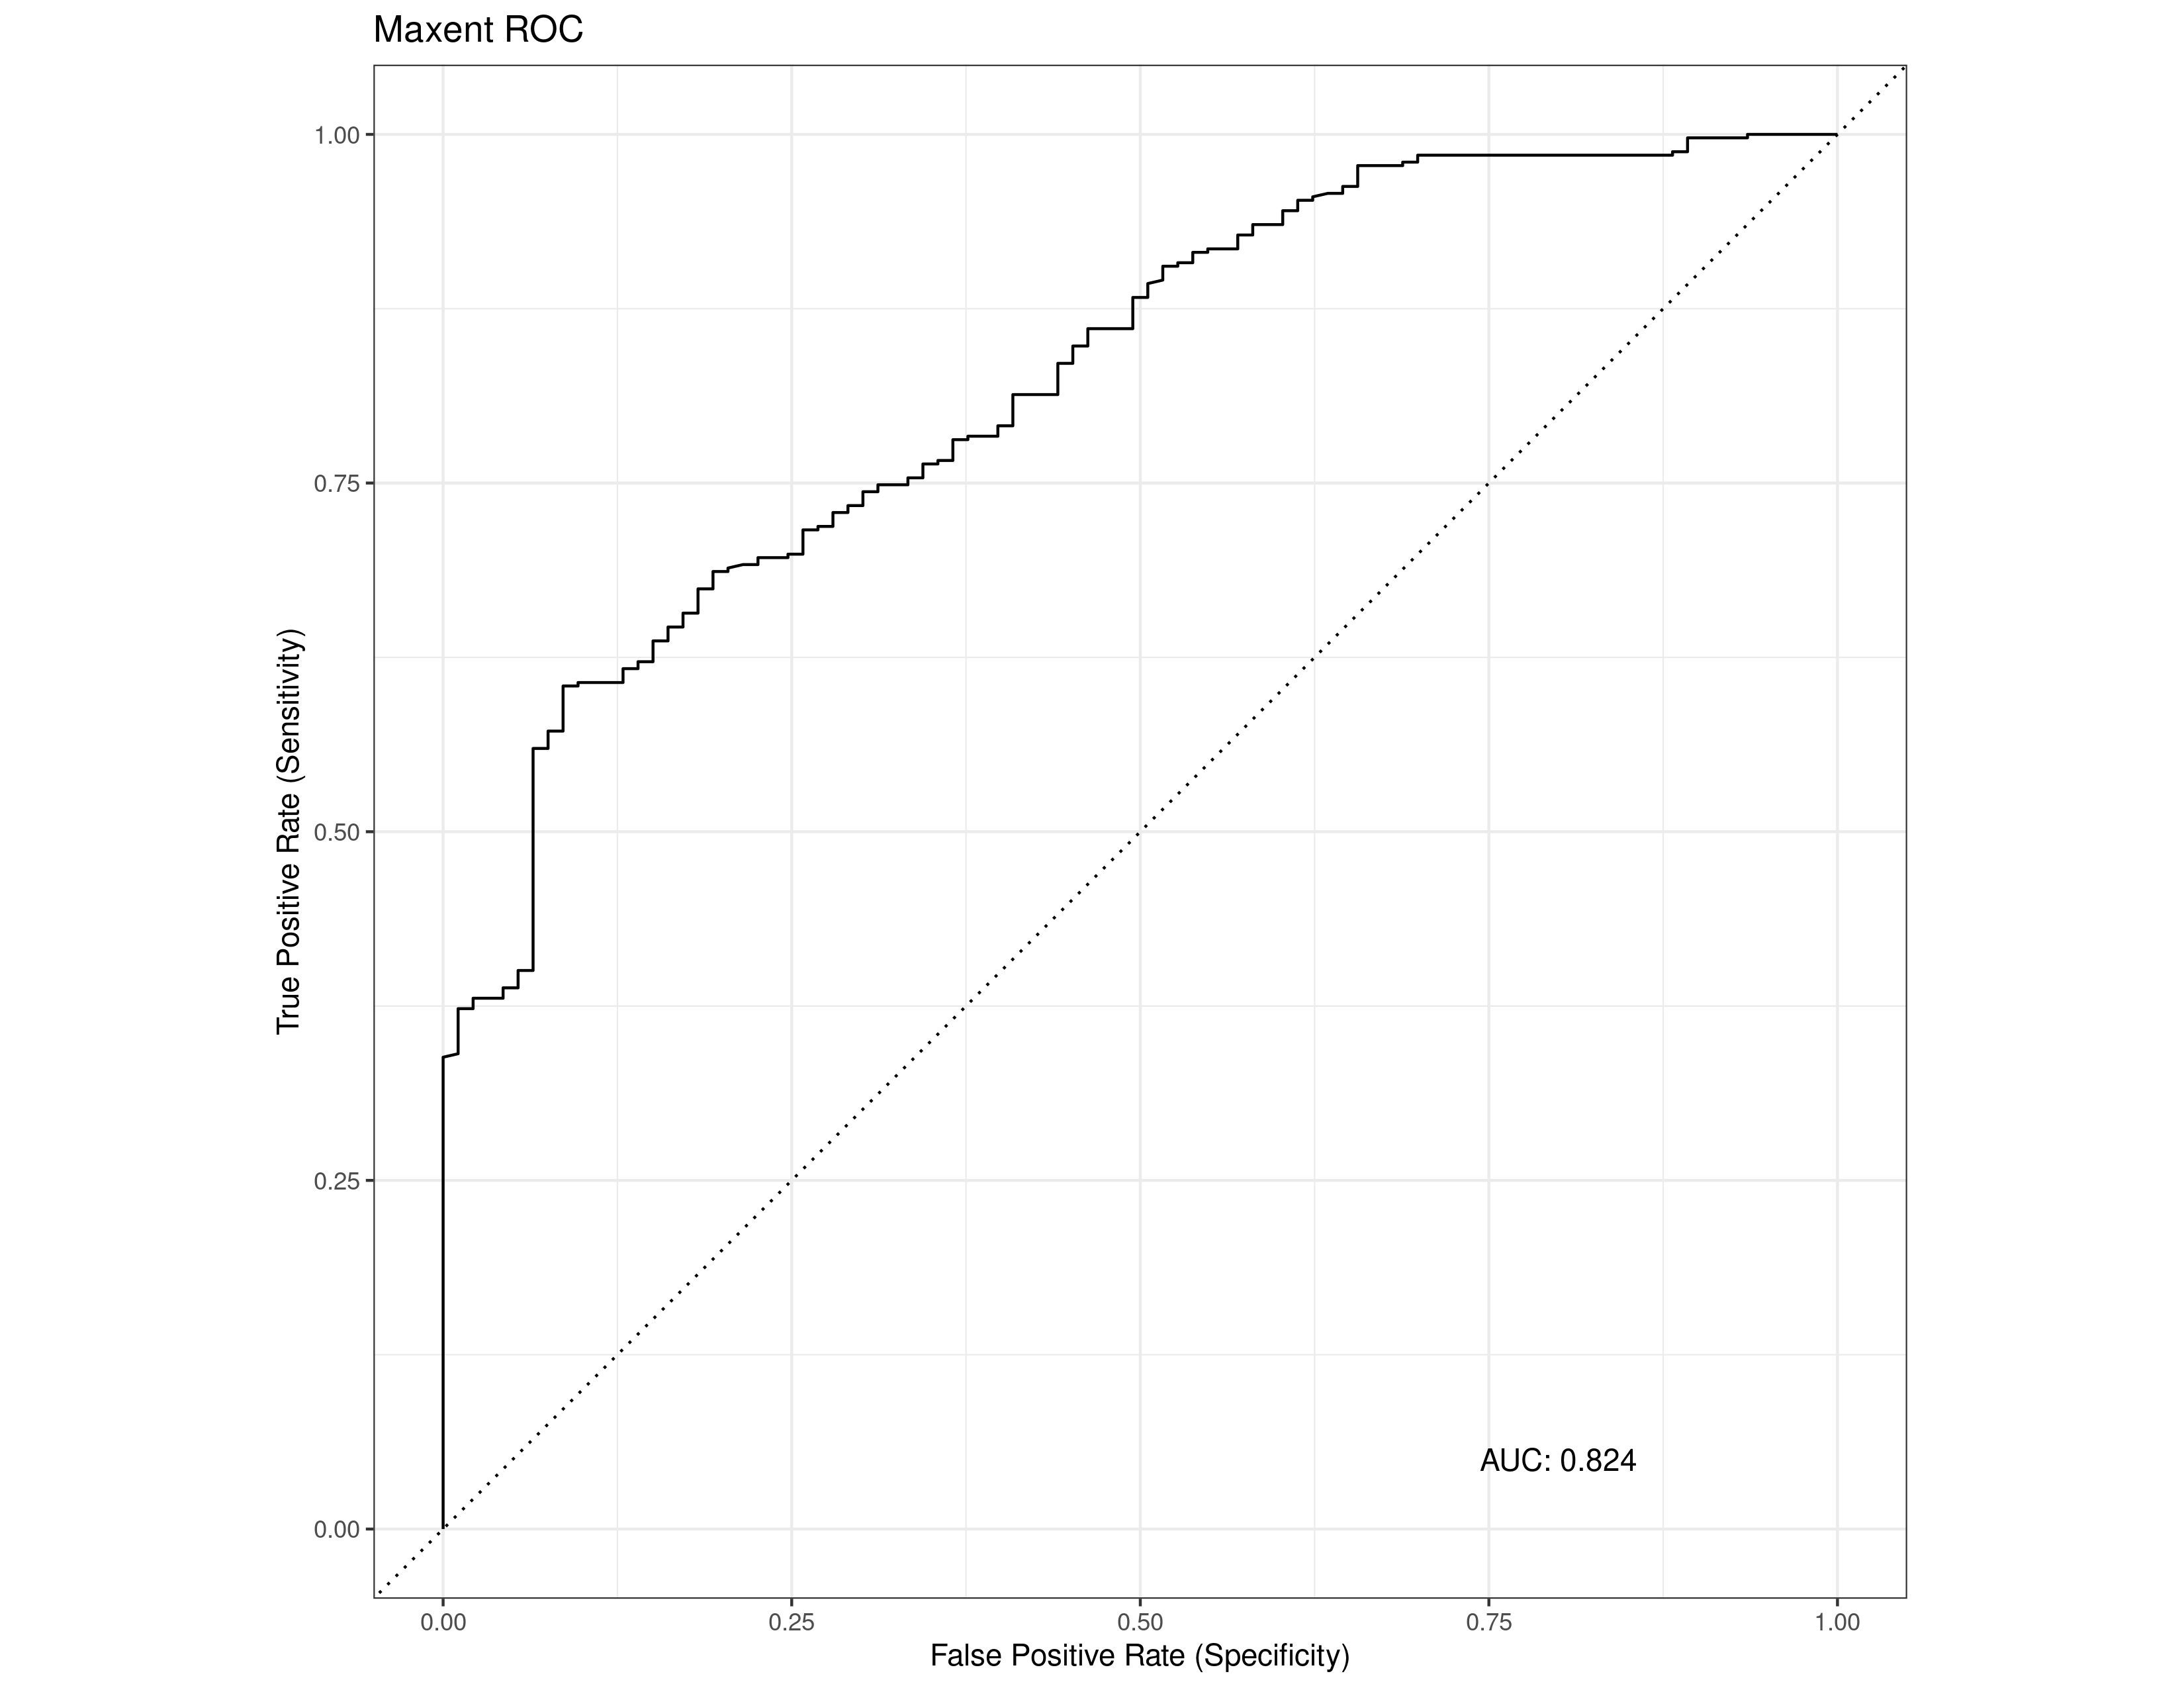 Maxent ROC
True Positive Rate (Sensitivity)
1.00
0.75
0.50
0.25
0.00
AUC: 0.824
0.00 0.25 0.50 0.75 1.00
False Positive Rate (Specificity)